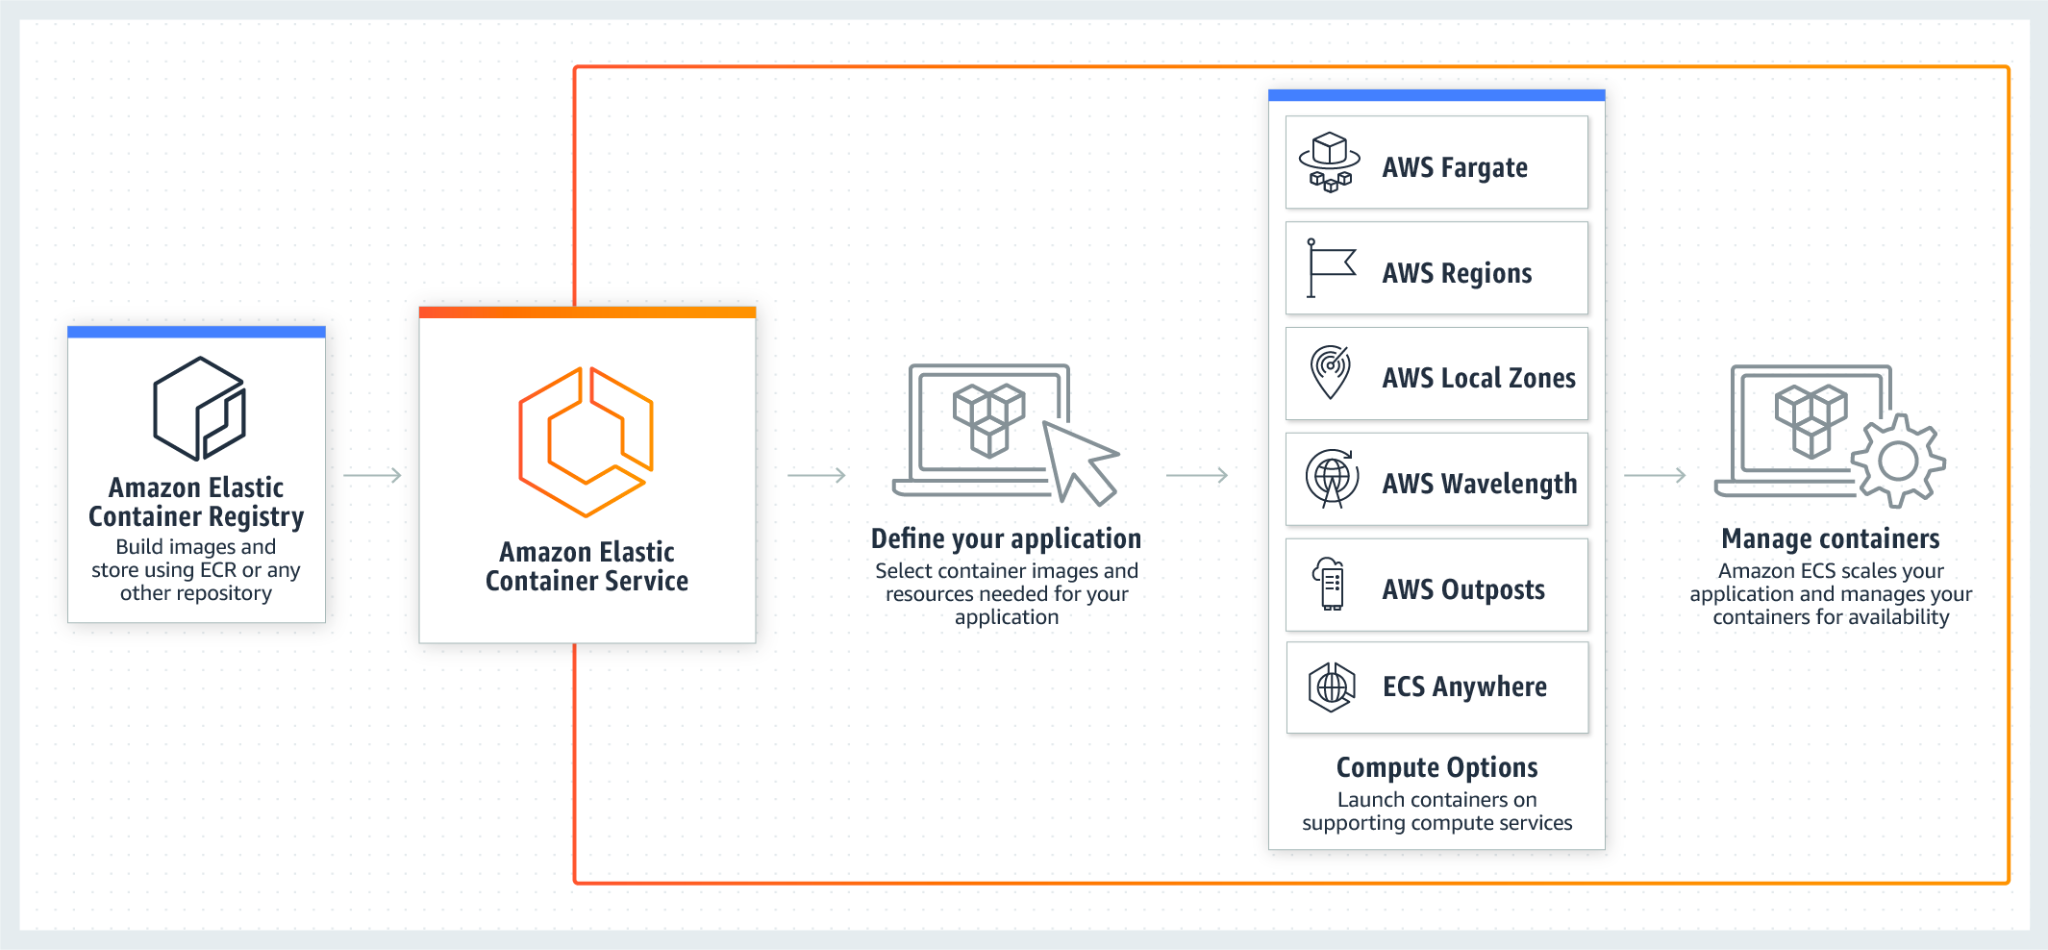 Amazon Elastic
Container Registry
Build images and
store using ECR or any
other repository
Amazon Elastic
Container Service
Define your application
Select container images and
resources needed for your
application
AWS Fargate
AWS Regions
AWS Local Zones
AWS Wavelength
AWS Outposts
ECS Anywhere
Compute Options
Launch containers on
supporting compute services
Manage containers
Amazon ECS scales your
application and manages your
containers for availability